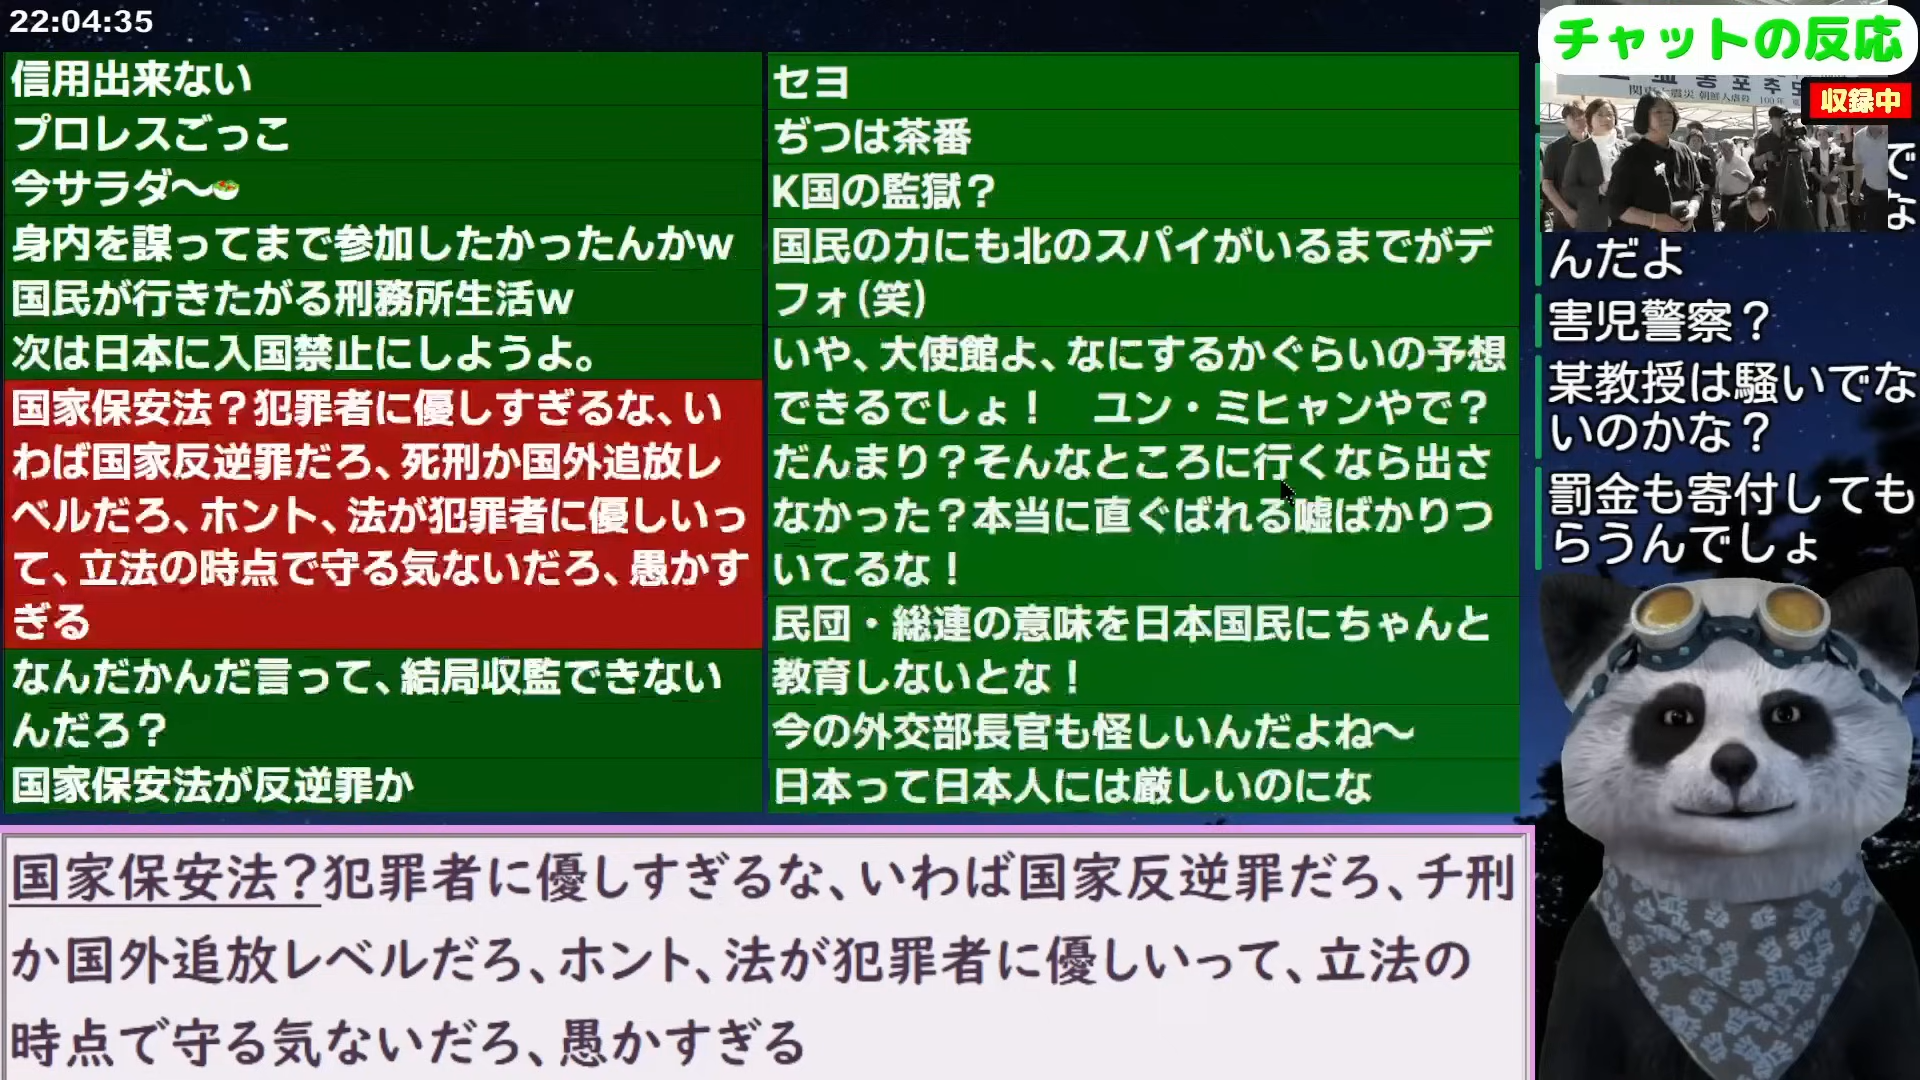 22:04:35
信用出来ない
プロレスごっこ
今サラダ〜🥗
身内を謀ってまで参加したかったんかw
国民が行きたがる刑務所生活w
次は日本に入国禁止にしようよ。
国家保安法？犯罪者に優しすぎるな、い
わば国家反逆罪だろ、死刑か国外追放レ
ベルだろ、ホント、法が犯罪者に優しいっ
て、立法の時点で守る気ないだろ、愚かす
ぎる
なんだかんだ言って、結局収監できない
んだろ？
国家保安法が反逆罪か
セヨ
ぢつは茶番
K国の監獄？
国民の力にも北のスパイがいるまでがデ
フォ(笑)
いや、大使館よ、なにするかぐらいの予想
できるでしょ！　ユン・ミヒャンやで？
だんまり？そんなところに行くなら出さ
なかった？本当に直ぐばれる嘘ばかりつ
いてるな！
民団・総連の意味を日本国民にちゃんと
教育しないとな！
今の外交部長官も怪しいんだよね〜
日本って日本人には厳しいのにな
チャットの反応
収録中
で
な
んだよ
害児警察？
某教授は騒いでな
いのかな？
罰金も寄付しても
らうんでしょ
国家保安法？犯罪者に優しすぎるな、いわば国家反逆罪だろ、チ刑
か国外追放レベルだろ、ホント、法が犯罪者に優しいって、立法の
時点で守る気ないだろ、愚かすぎる